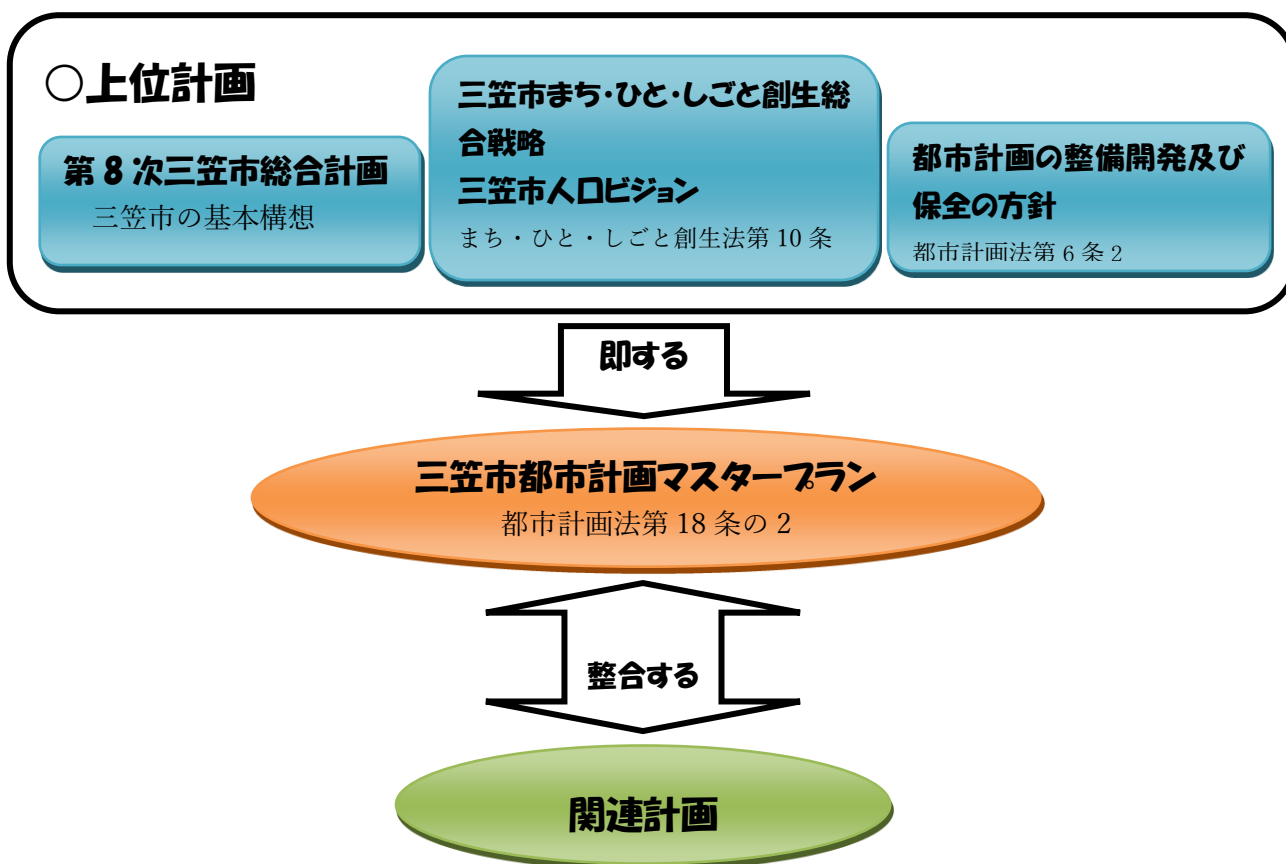 ○上位計画
第 8 次三笠市総合計画
三笠市の基本構想
三笠市まち・ひと・しごと創生総
合戦略
三笠市人口ビジョン
まち・ひと・しごと創生法第 10 条
都市計画の整備開発及び
保全の方針
都市計画法第 6 条 2
即する
三笠市都市計画マスタープラン
都市計画法第 18 条の 2
整合する
関連計画